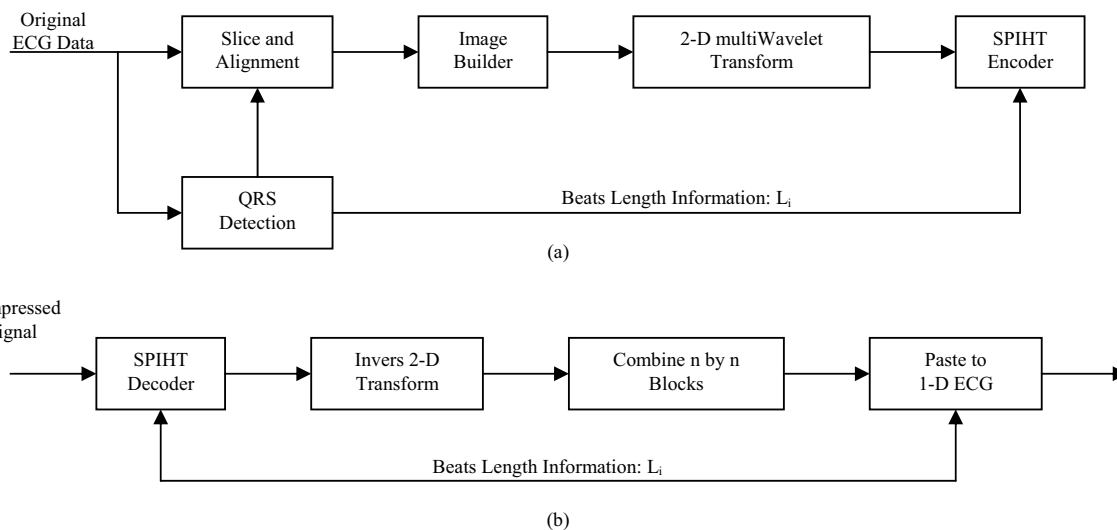 Original
ECG Data
Slice and
Alignment
Image
Builder
2-D multiWavelet
Transform
SPIHT
Encoder
QRS
Detection
Beats Length Information: Li
(a)
SPIHT
Decoder
Invers 2-D
Transform
Combine n by n
Blocks
Paste to
1-D ECG
Beats Length Information: Li
(b)